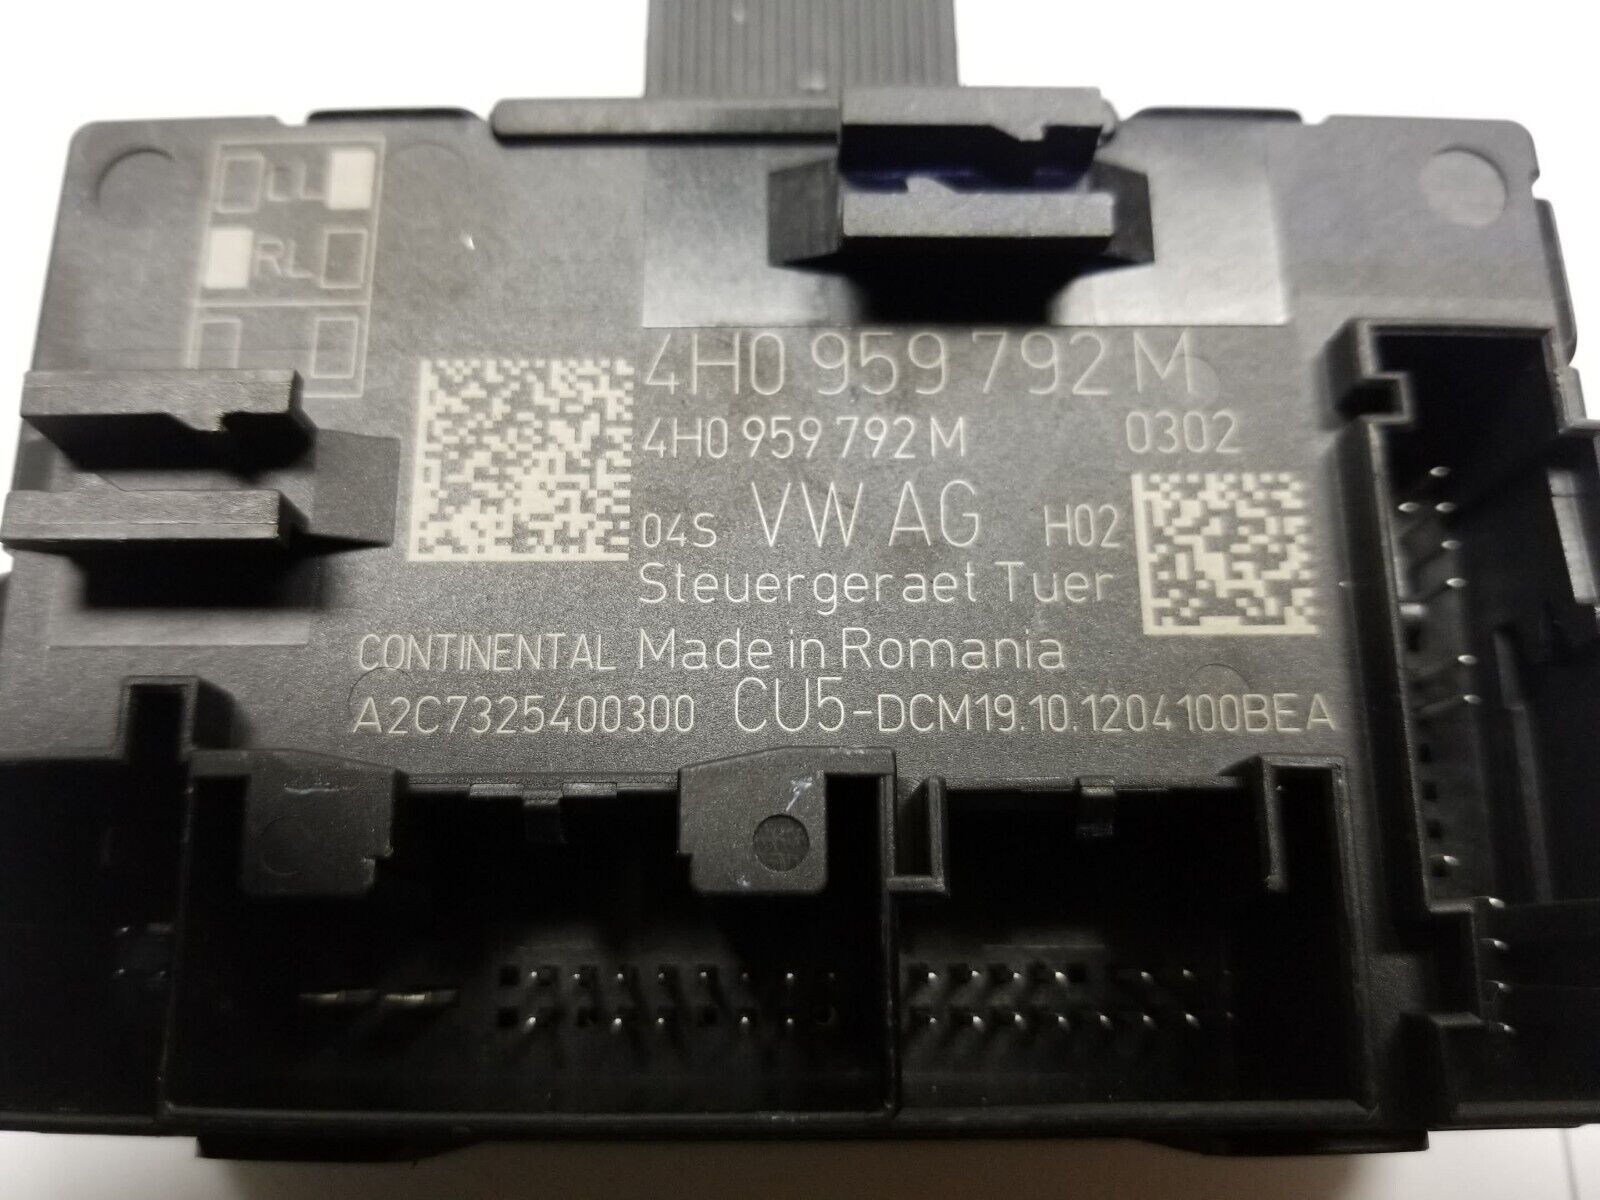 RL
4H0 959 792 M
4H0 959 792 M 0302
04S VW AG H02
Steuergeraet Tuer
CONTINENTAL Made in Romania
A2C7325400300 CU5-DCM19.10.1204100BEA